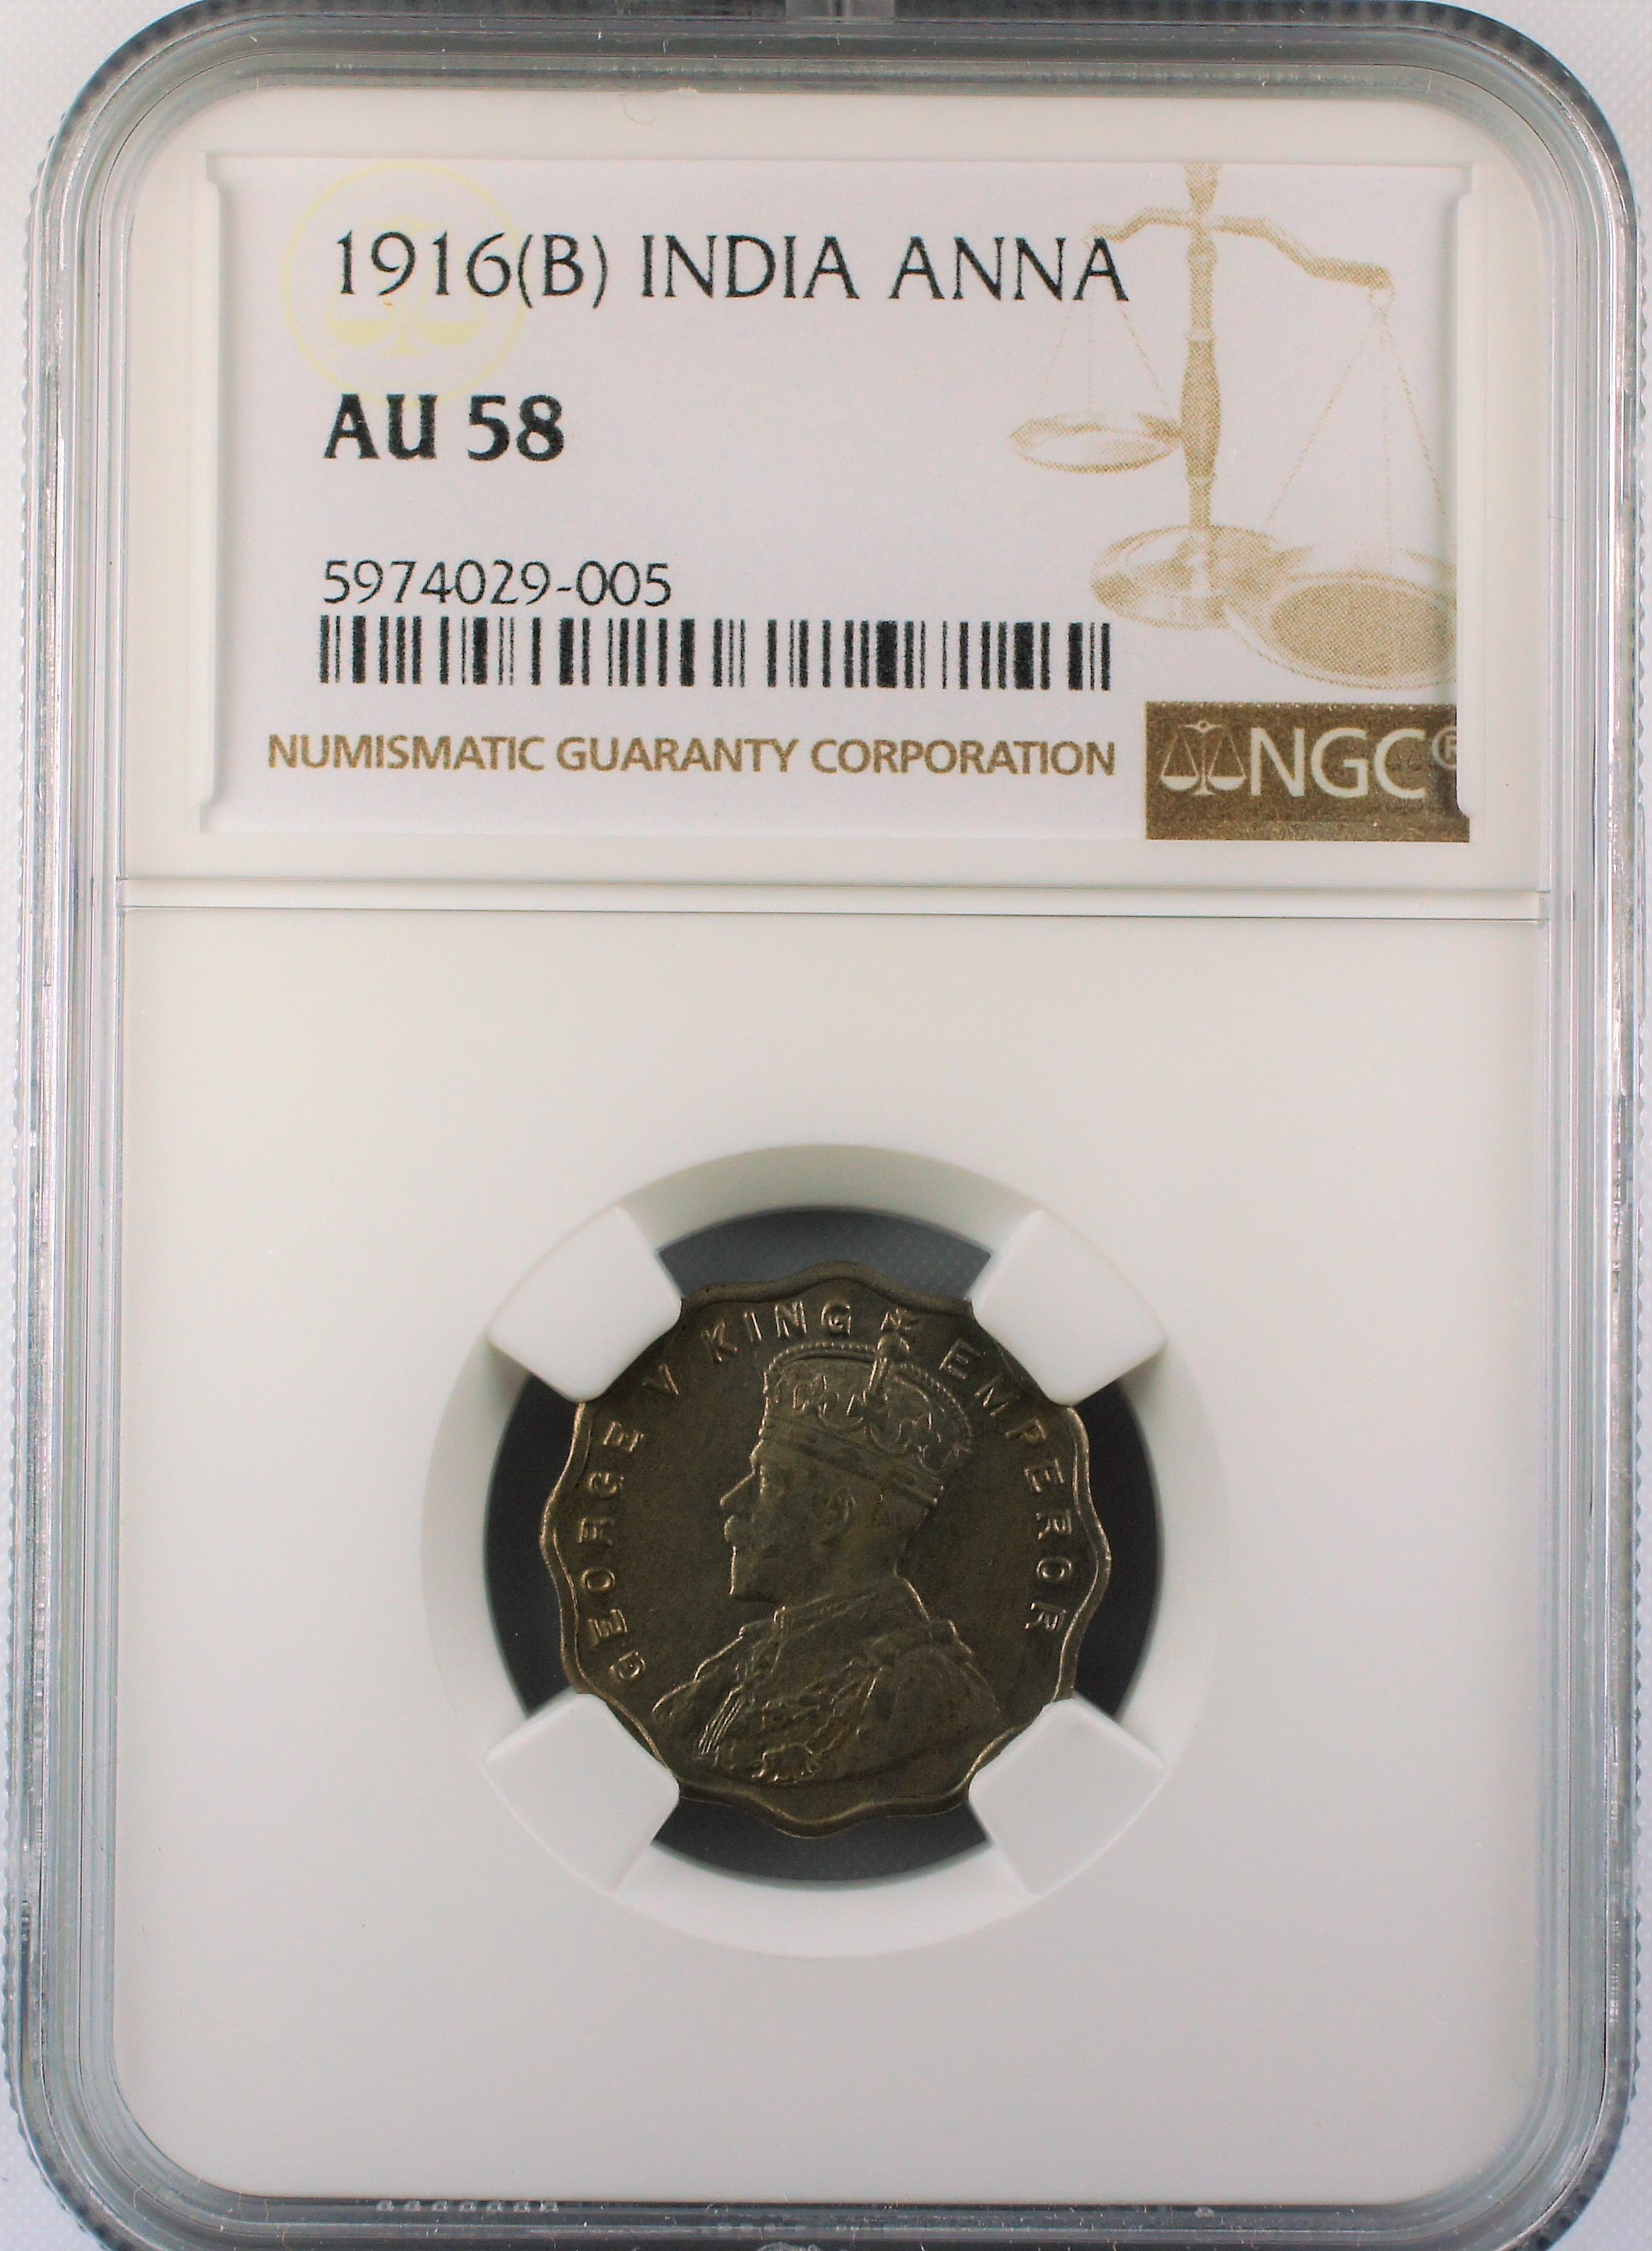 1916(B) INDIA ANNA
AU 58
5974029-005
NUMISMATIC GUARANTY CORPORATION
NGC®
GEORGE V KING EMPEROR